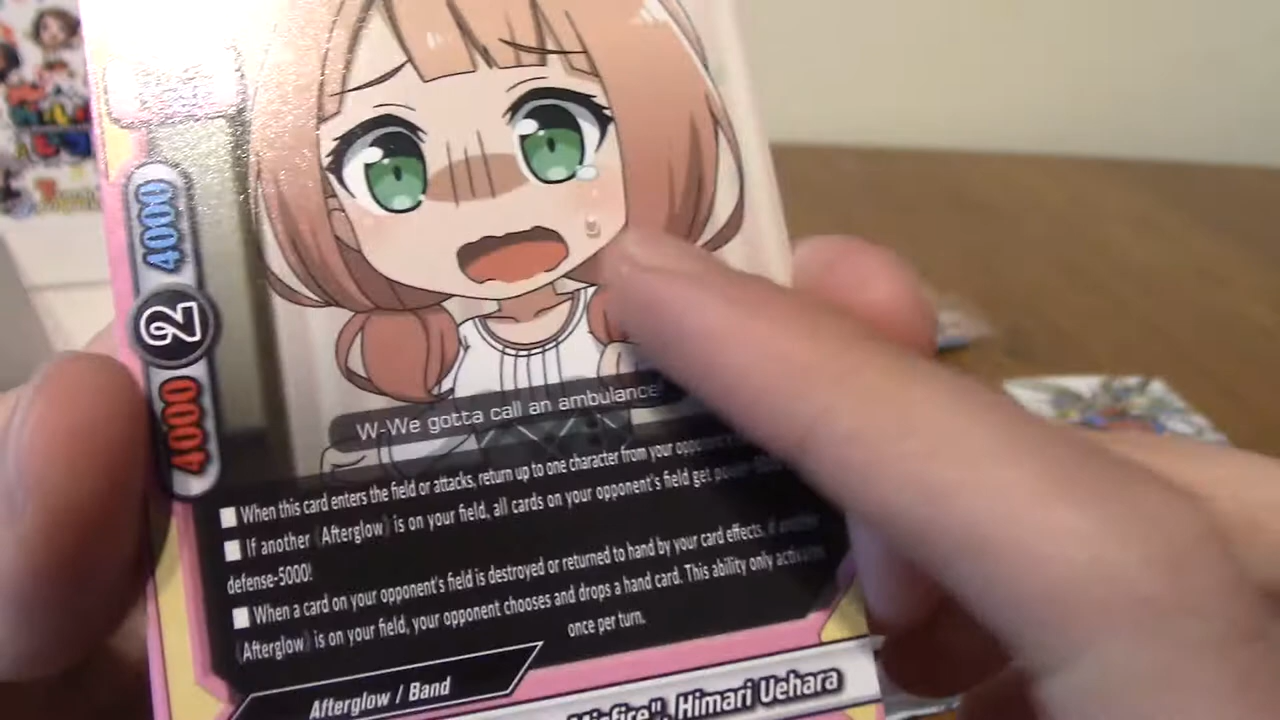 4000
2
4000
W-We gotta call an ambulance!
■ When this card enters the field or attacks, return up to one character from your opponent's
■ If another 《Afterglow》 is on your field, all cards on your opponent's field get
defense-5000!
■ When a card on your opponent's field is destroyed or returned to hand by your card effects, if another
《Afterglow》 is on your field, your opponent chooses and drops a hand card. This ability only activates
once per turn.
Afterglow / Band
Misfire", Himari Uehara